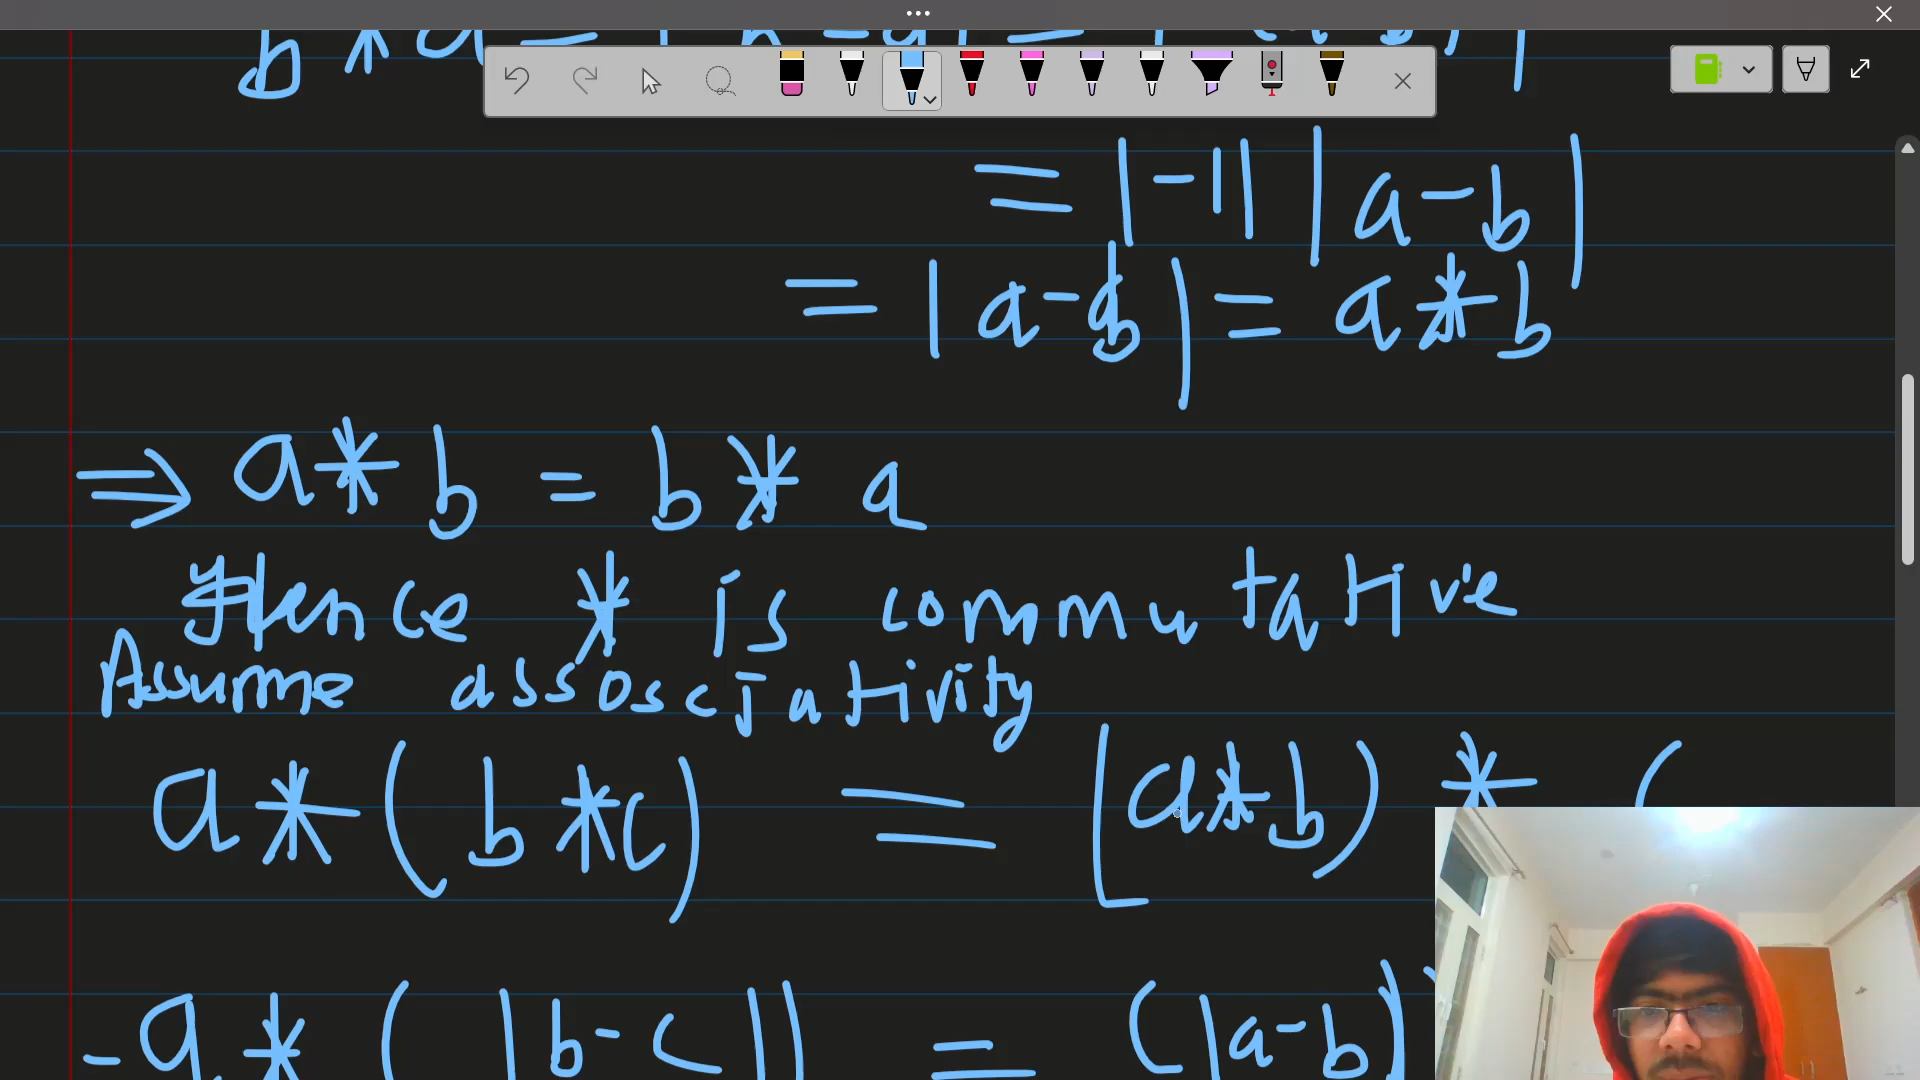 b * a =
= |-1| |a-b|
= |a-b| = a*b
⇒ a*b = b*a
Hence * is commutative
Assume assosciativity
a*(b*c) = (a*b) * (
- a*(|b-c|) = (|a-b)